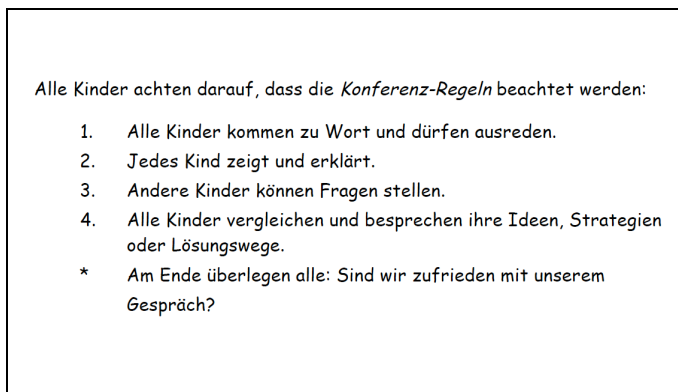 Alle Kinder achten darauf, dass die Konferenz-Regeln beachtet werden:
1. Alle Kinder kommen zu Wort und dürfen ausreden.
2. Jedes Kind zeigt und erklärt.
3. Andere Kinder können Fragen stellen.
4. Alle Kinder vergleichen und besprechen ihre Ideen, Strategien
oder Lösungswege.
* Am Ende überlegen alle: Sind wir zufrieden mit unserem
Gespräch?